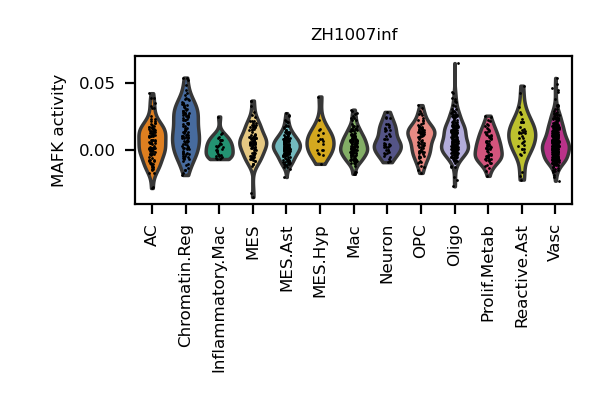 ZH1007inf
MAFK activity
0.05
0.00
AC
Chromatin.Reg
Inflammatory.Mac
MES
MES.Ast
MES.Hyp
Mac
Neuron
OPC
Oligo
Prolif.Metab
Reactive.Ast
Vasc